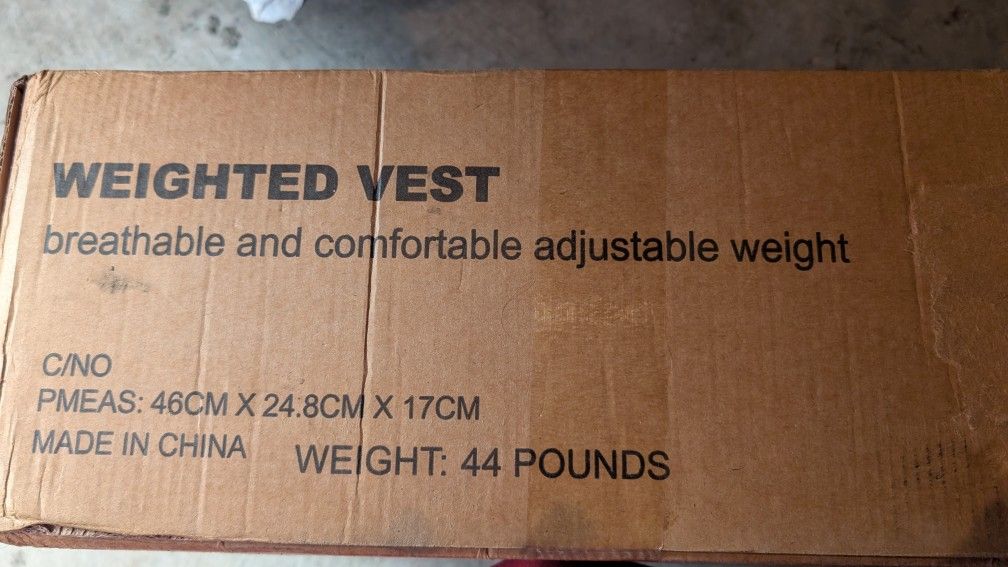 WEIGHTED VEST
breathable and comfortable adjustable weight
C/NO
PMEAS: 46CM X 24.8CM X 17CM
MADE IN CHINA WEIGHT: 44 POUNDS